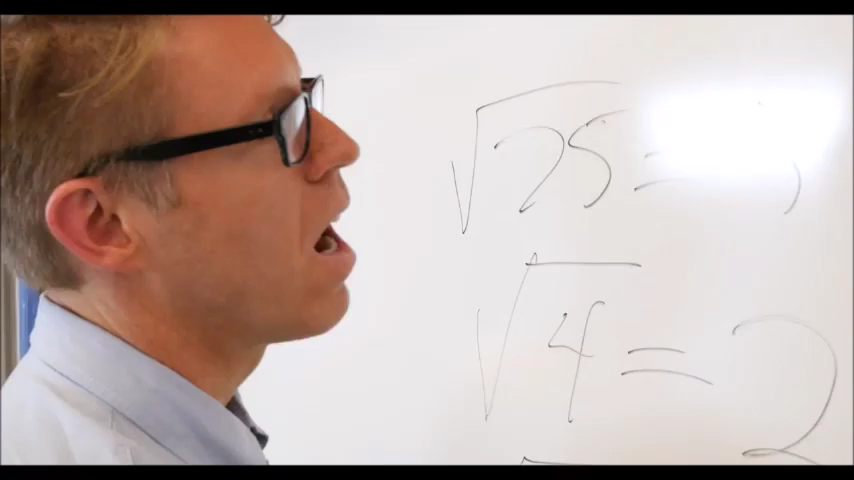 √25 =
√4 = 2